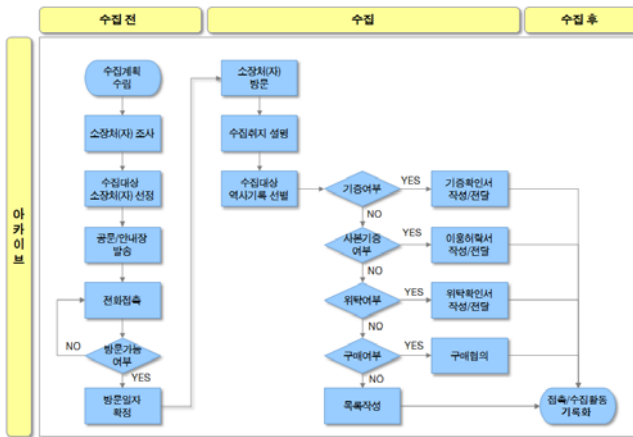 수집 전
수집
수집 후
아카이브
수집계획
수립
소장처(자) 조사
수집대상
소장처(자) 선정
공문/안내장
발송
전화접촉
방문가능
여부
NO
YES
방문일자
확정
소장처(자)
방문
수집취지 설명
수집대상
역사기록 선별
기증여부
YES
기증확인서
작성/전달
NO
사본기증
여부
YES
이용허락서
작성/전달
NO
위탁여부
YES
위탁확인서
작성/전달
NO
구매여부
YES
구매협의
NO
목록작성
접촉/수집활동
기록화